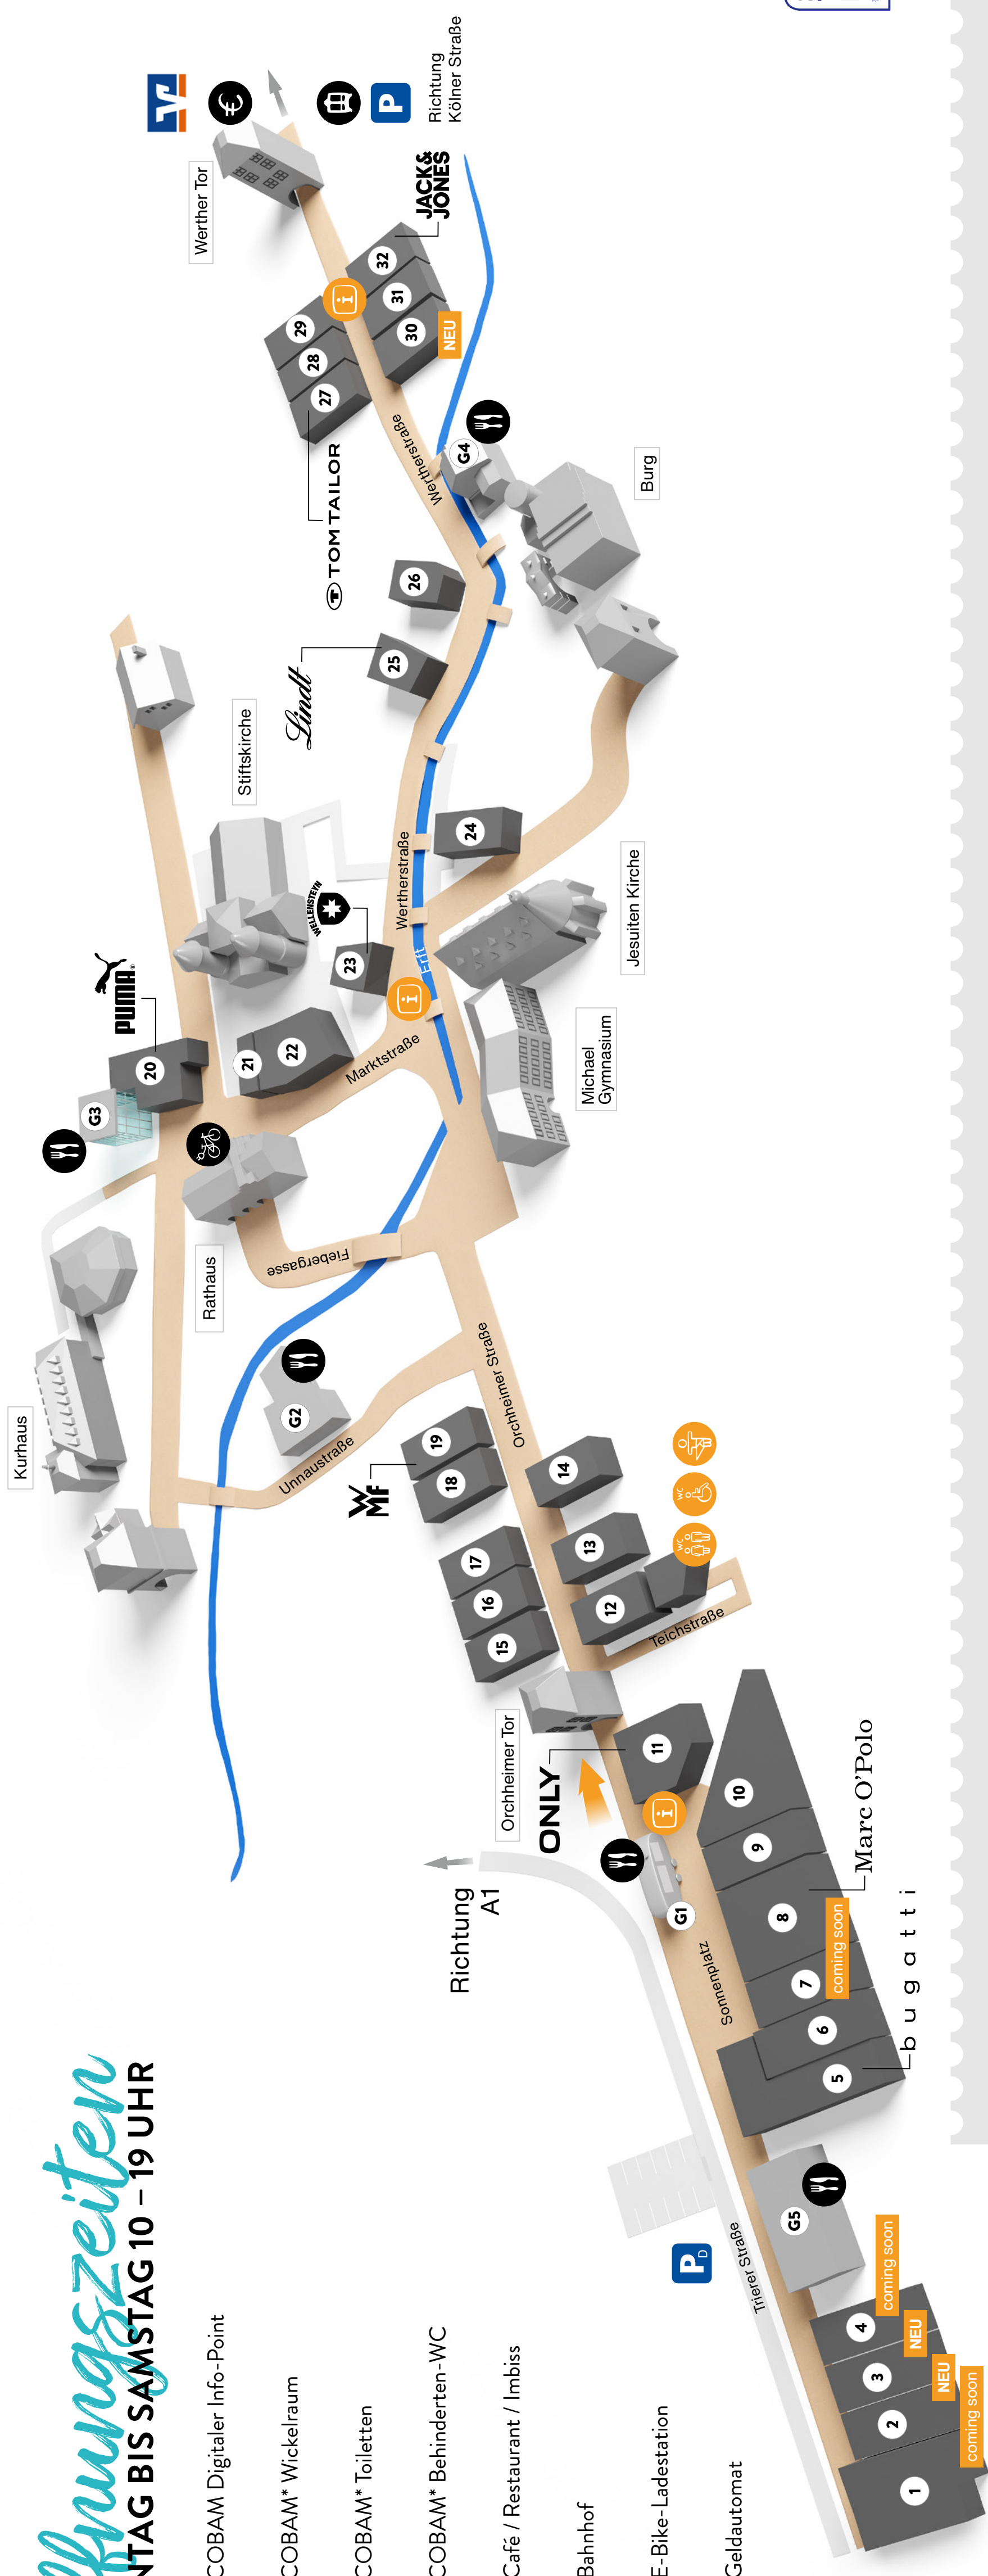 ffnungszeiten
NTAG BIS SAMSTAG 10 – 19 UHR
COBAM Digitaler Info-Point
COBAM* Wickelraum
COBAM* Toiletten
COBAM* Behinderten-WC
Café / Restaurant / Imbiss
Bahnhof
E-Bike-Ladestation
Geldautomat
Kurhaus
G3
PUMA®
20
Rathaus
21
22
Stiftskirche
WELLENSTEYN
23
Werther Tor
€
P
Richtung
Kölner Straße
JACK&
JONES
29
28
27
32
31
30
NEU
i
TOM TAILOR
Wertherstraße
G4
26
25
Lindt
Burg
Fiebergasse
G2
Unnaustraße
Marktstraße
i
Wertherstraße
Erft
24
Jesuiten Kirche
Michael
Gymnasium
WMF
19
18
17
16
15
Orchheimer Straße
14
13
12
WC
WC
Teichstraße
Orchheimer Tor
ONLY
11
Richtung
A1
i
G1
10
9
8
7
6
5
Marc O'Polo
coming soon
bugatti
Sonnenplatz
PD
Trierer Straße
G5
4
3
2
1
coming soon
NEU
NEU
coming soon